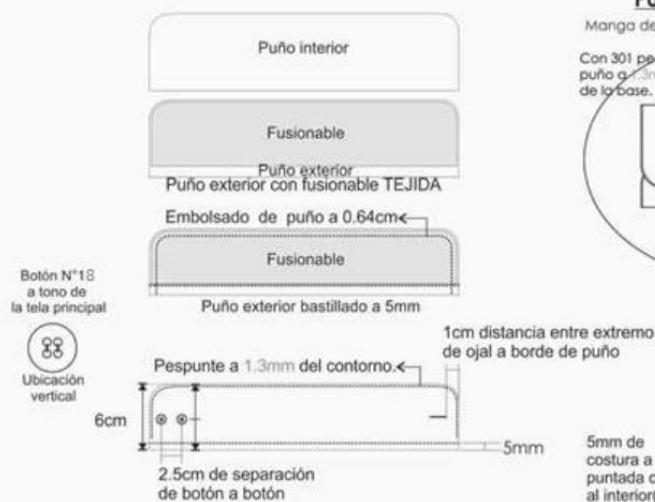 Puño interior
Fusionable
Puño exterior
Puño exterior con fusionable TEJIDA
Embolsado de puño a 0.64cm
Fusionable
Puño exterior bastillado a 5mm
Botón N°18
a tono de
la tela principal
Ubicación
vertical
1cm distancia entre extremo
de ojal a borde de puño
Pespunte a 1.3mm del contorno.
6cm
5mm
2.5cm de separación
de botón a botón
Manga de
Con 301
puño a 1.3
de la base.
5mm de
costura a
puntada
al interior